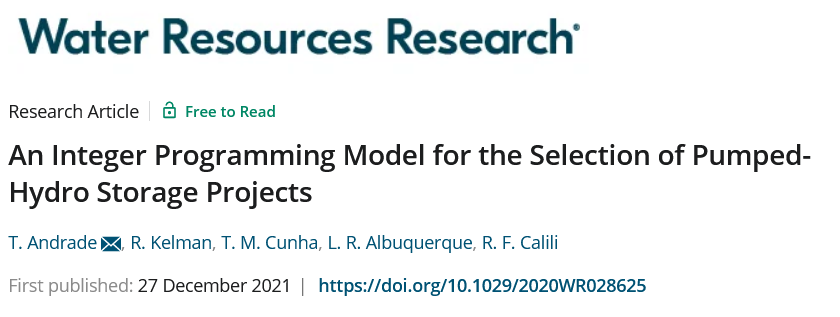 Water Resources Research®
Research Article | Free to Read
An Integer Programming Model for the Selection of Pumped-
Hydro Storage Projects
T. Andrade, R. Kelman, T. M. Cunha, L. R. Albuquerque, R. F. Calili
First published: 27 December 2021 | https://doi.org/10.1029/2020WR028625